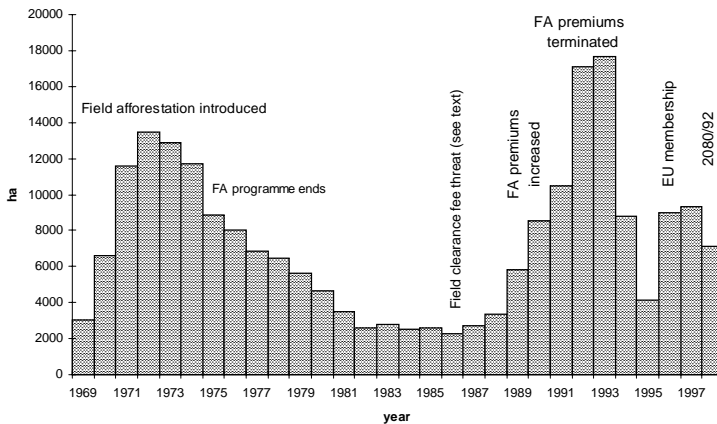 FA premiums
terminated
20000
18000
16000
14000
12000
10000
8000
6000
4000
2000
0
ha
Field afforestation introduced
FA programme ends
Field clearance fee threat (see text)
FA premiums
increased
EU membership
2080/92
1969 1971 1973 1975 1977 1979 1981 1983 1985 1987 1989 1991 1993 1995 1997
year